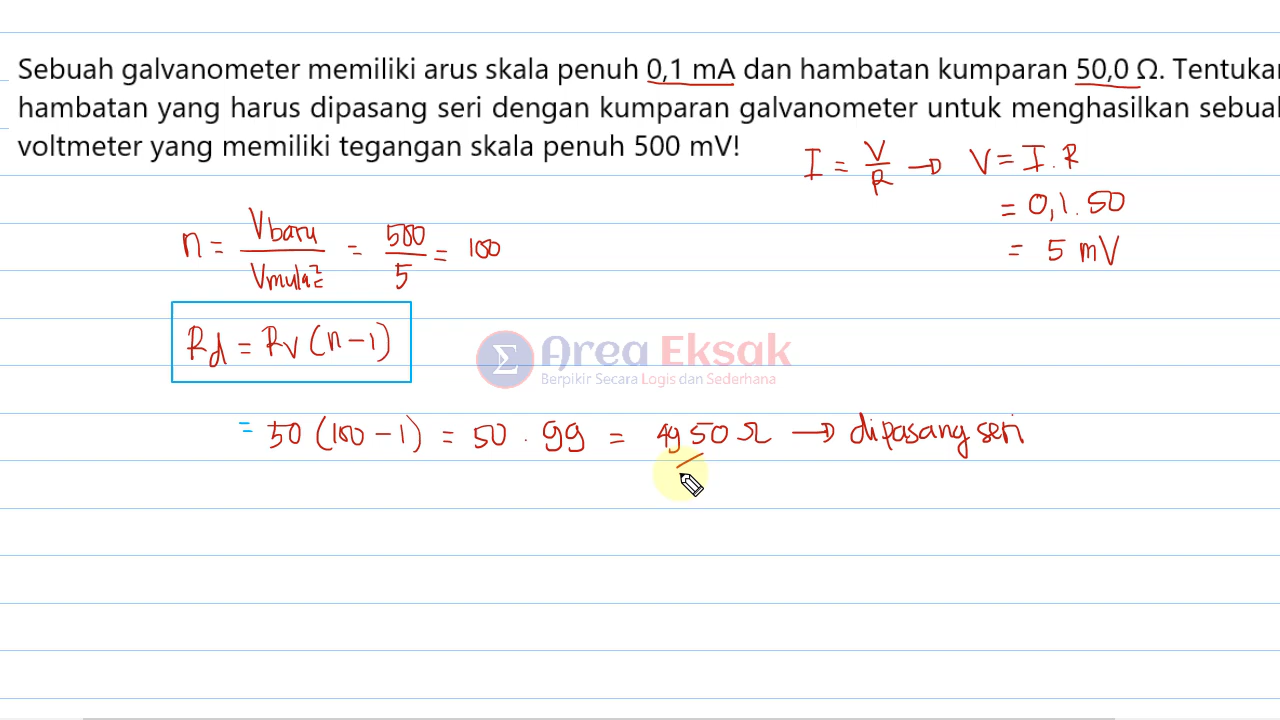 Sebuah galvanometer memiliki arus skala penuh 0,1 mA dan hambatan kumparan 50,0 Ω. Tentukan
hambatan yang harus dipasang seri dengan kumparan galvanometer untuk menghasilkan sebua
voltmeter yang memiliki tegangan skala penuh 500 mV!
I = V/R → V = I . R
= 0,1 . 50
= 5 mV
n = Vbaru/Vmula² = 500/5 = 100
Rd = Rv (n - 1)
Area Eksak
Berpikir Secara Logis dan Sederhana
= 50 (100 - 1) = 50 . 99 = 4950 Ω → dipasang seri